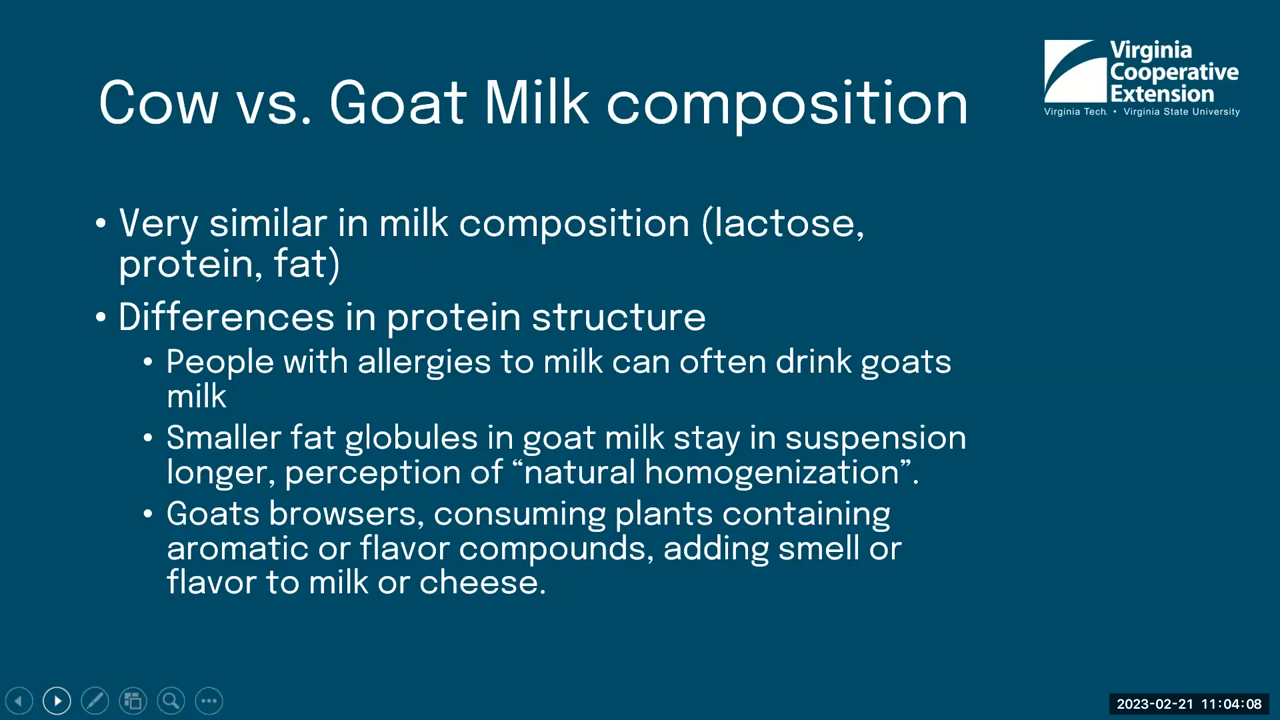 Cow vs. Goat Milk composition
Virginia
Cooperative
Extension
Virginia Tech. • Virginia State University
• Very similar in milk composition (lactose,
protein, fat)
• Differences in protein structure
• People with allergies to milk can often drink goats
milk
• Smaller fat globules in goat milk stay in suspension
longer, perception of “natural homogenization”.
• Goats browsers, consuming plants containing
aromatic or flavor compounds, adding smell or
flavor to milk or cheese.
2023-02-21 11:04:08